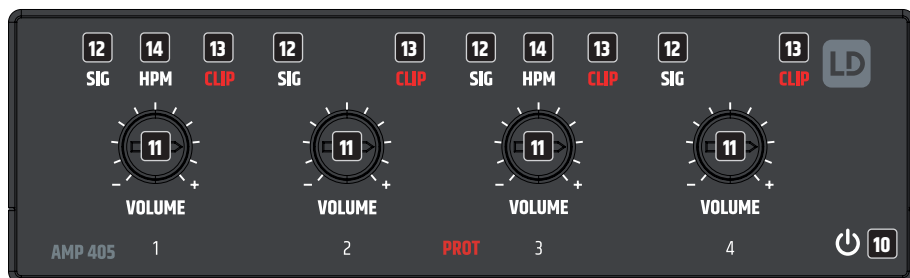 12 14 13 12 13 12 14 13 12 13
SIG HPM CLIP SIG CLIP SIG HPM CLIP SIG CLIP LD
11 11 11 11
- + - + - + - +
VOLUME VOLUME VOLUME VOLUME
AMP 405 1 2 PROT 3 4 10